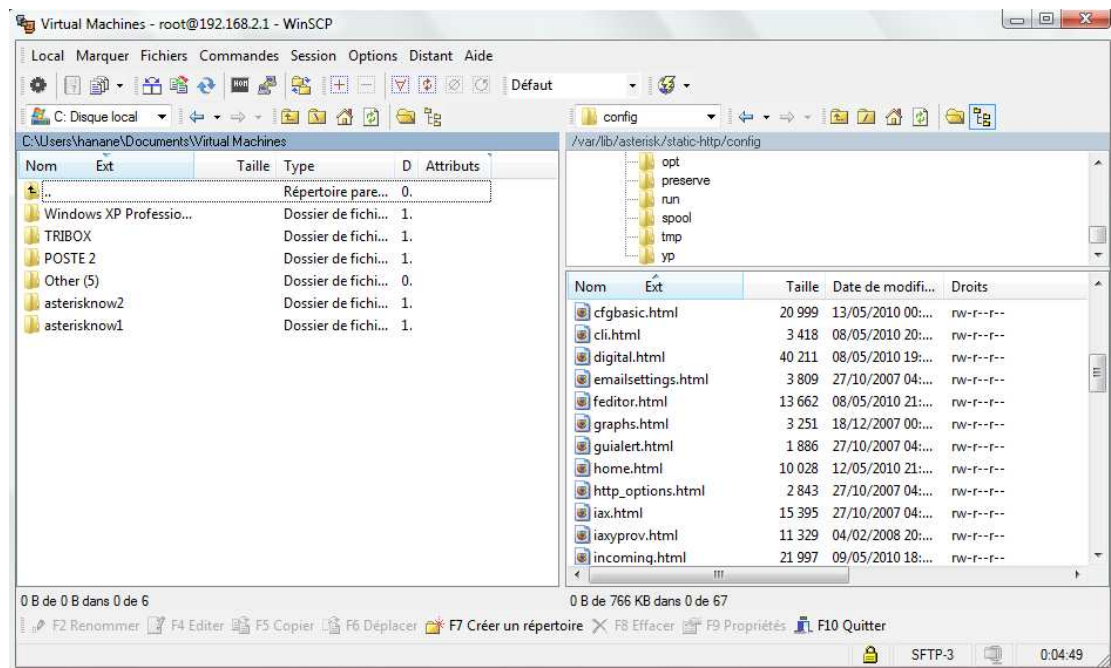 Virtual Machines - root@192.168.2.1 - WinSCP
Local Marquer Fichiers Commandes Session Options Distant Aide
Défaut
C: Disque local
config
C:\Users\hanane\Documents\Virtual Machines
/var/lib/asterisk/static-http/config
Nom Ext Taille Type D Attributs
.. Répertoire pare... 0.
Windows XP Professio... Dossier de fichi... 1.
TRIBOX Dossier de fichi... 1.
POSTE 2 Dossier de fichi... 1.
Other (5) Dossier de fichi... 0.
asterisknow2 Dossier de fichi... 1.
asterisknow1 Dossier de fichi... 1.
opt
preserve
run
spool
tmp
yp
Nom Ext Taille Date de modifi... Droits
cfgbasic.html 20 999 13/05/2010 00:... rw-r--r--
cli.html 3 418 08/05/2010 20:... rw-r--r--
digital.html 40 211 08/05/2010 19:... rw-r--r--
emailsettings.html 3 809 27/10/2007 04:... rw-r--r--
feditor.html 13 662 08/05/2010 21:... rw-r--r--
graphs.html 3 251 18/12/2007 00:... rw-r--r--
guialert.html 1 886 27/10/2007 04:... rw-r--r--
home.html 10 028 12/05/2010 21:... rw-r--r--
http_options.html 2 843 27/10/2007 04:... rw-r--r--
iax.html 15 395 27/10/2007 04:... rw-r--r--
iaxyprov.html 11 329 04/02/2008 20:... rw-r--r--
incoming.html 21 997 09/05/2010 18:... rw-r--r--
0 B de 0 B dans 0 de 6
0 B de 766 KB dans 0 de 67
F2 Renommer F4 Editer F5 Copier F6 Déplacer F7 Créer un répertoire F8 Effacer F9 Propriétés F10 Quitter
SFTP-3 0:04:49